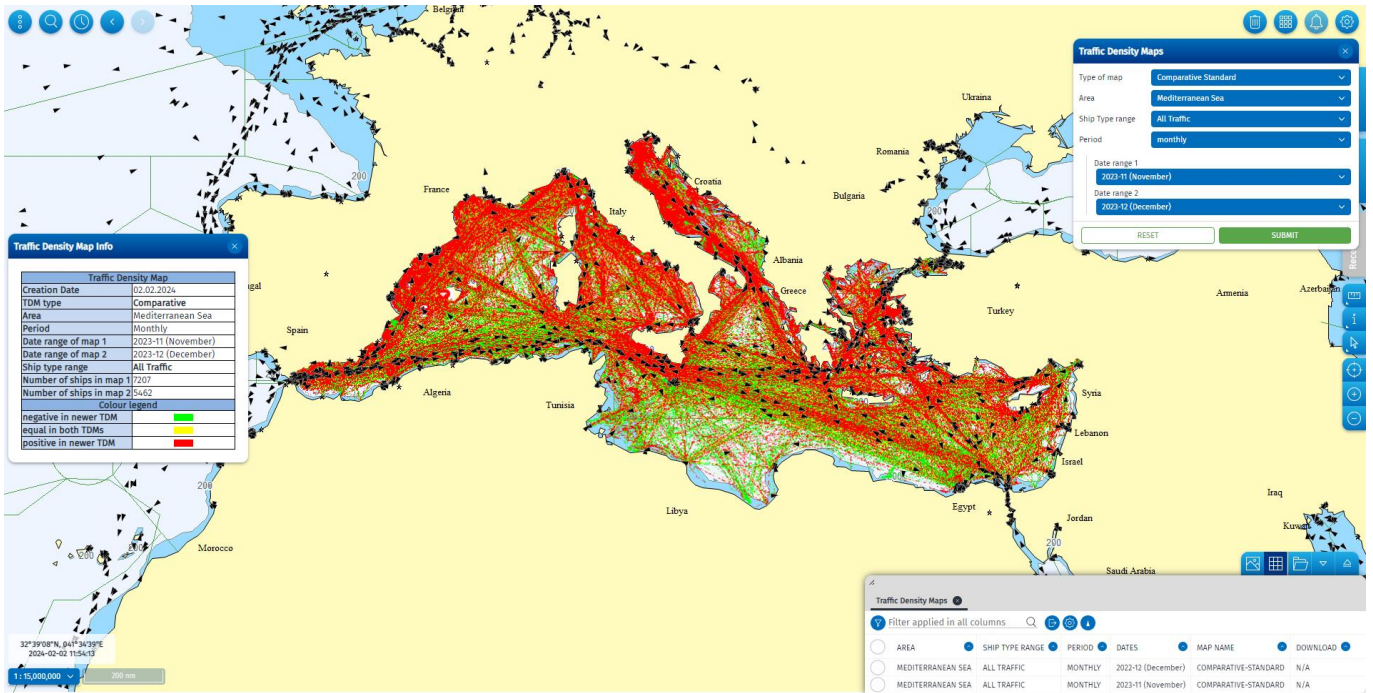 Belgium
200
Ukraina
Romania
Bulgaria
200
France
Croatia
Italy
Albania
Greece
Turkey
Armenia
Spain
Algeria
Tunisia
Syria
Lebanon
Israel
Libya
Egypt
Jordan
200
Iraq
Saudi Arabia
200
200
Morocco
Traffic Density Map Info
Traffic Density Map
Creation Date 02.02.2024
TDM type Comparative
Area Mediterranean Sea
Period Monthly
Date range of map 1 2023-11 (November)
Date range of map 2 2023-12 (December)
Ship type range All Traffic
Number of ships in map 1 7207
Number of ships in map 2 5462
Colour legend
negative in newer TDM
equal in both TDMs
positive in newer TDM
Traffic Density Maps
Type of map Comparative Standard
Area Mediterranean Sea
Ship Type range All Traffic
Period monthly
Date range 1
2023-11 (November)
Date range 2
2023-12 (December)
RESET SUBMIT
32°39'08"N, 041°34'39"E
2024-02-02 11:54:13
1 : 15,000,000
200 nm
Traffic Density Maps
Filter applied in all columns
AREA SHIP TYPE RANGE PERIOD DATES MAP NAME DOWNLOAD
MEDITERRANEAN SEA ALL TRAFFIC MONTHLY 2022-12 (December) COMPARATIVE-STANDARD N/A
MEDITERRANEAN SEA ALL TRAFFIC MONTHLY 2023-11 (November) COMPARATIVE-STANDARD N/A